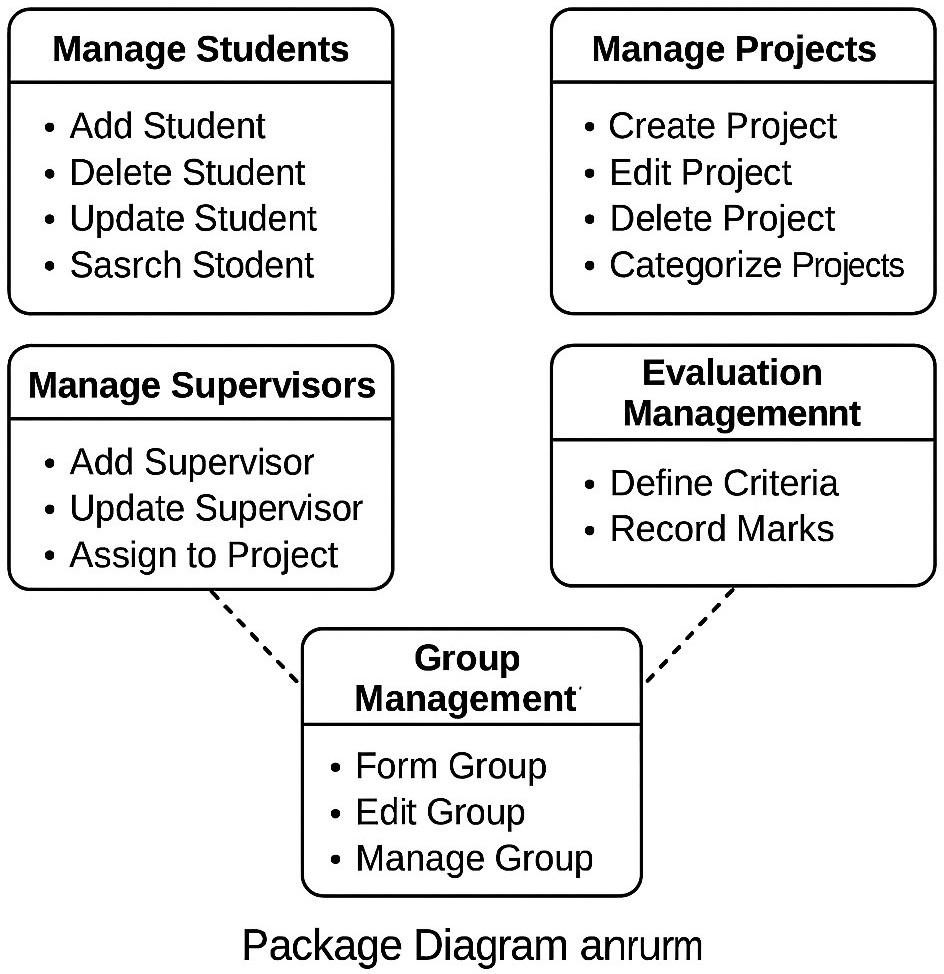 Manage Students
• Add Student
• Delete Student
• Update Student
• Sasrch Stodent
Manage Projects
• Create Project
• Edit Project
• Delete Project
• Categorize Projects
Manage Supervisors
• Add Supervisor
• Update Supervisor
• Assign to Project
Evaluation
Managemennt
• Define Criteria
• Record Marks
Group
Management
• Form Group
• Edit Group
• Manage Group
Package Diagram anrurm